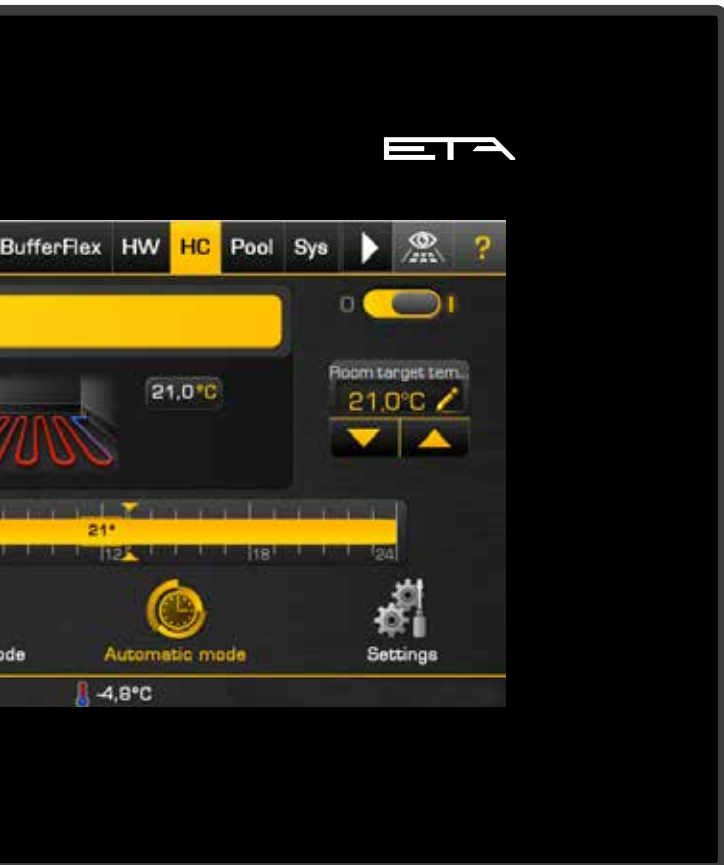 ETA
BufferFlex HW HC Pool Sys ?
O I
Room target tem...
21,0°C
21,0°C
21°
12 18 24
ode Automatic mode Settings
-4,8°C